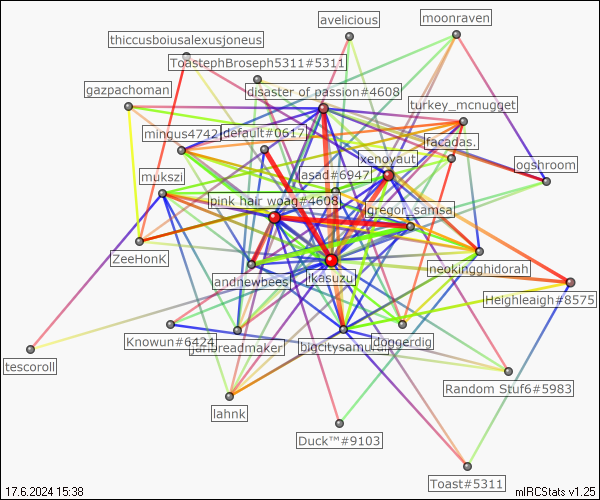 avelicious
moonraven
thiccusboiusalexusjoneus
ToastephBroseph5311#5311
gazpachoman
disaster of passion#4608
turkey_mcnugget
mingus4742
default#0617
facadas.
xenovaut
ogshroom
mukszi
asad#6947
pink hair woag#4608
gregor_samsa
ZeeHonK
neokingghidorah
andnewbees
ikasuzu
Heighleaigh#8575
Knowun#6424
jarlbreadmaker
bigcitysamurai
doggerdig
tescoroll
Random Stuf6#5983
lahnk
Duck™#9103
Toast#5311
17.6.2024 15:38
mIRCStats v1.25